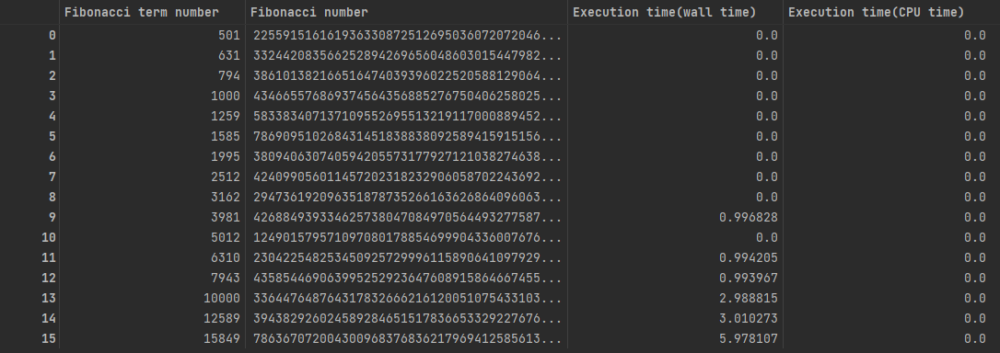 Fibonacci term number Fibonacci number Execution time(wall time) Execution time(CPU time)
0 501 225591516161936330872512695036072072046... 0.0 0.0
1 631 332442083566252894269656048603015447982... 0.0 0.0
2 794 386101382166516474039396022520588129064... 0.0 0.0
3 1000 434665576869374564356885276750406258025... 0.0 0.0
4 1259 583383407137109552695513219117000889452... 0.0 0.0
5 1585 786909510268431451838838092589415915156... 0.0 0.0
6 1995 380940630740594205573177927121038274638... 0.0 0.0
7 2512 424099056011457202318232906058702243692... 0.0 0.0
8 3162 294736192096351878735266163626864096063... 0.0 0.0
9 3981 426884939334625738047084970564493277587... 0.996828 0.0
10 5012 124901579571097080178854699904336007676... 0.0 0.0
11 6310 230422548253450925729996115890641097929... 0.994205 0.0
12 7943 435854469063995252923647608915864667455... 0.993967 0.0
13 10000 336447648764317832666216120051075433103... 2.988815 0.0
14 12589 394382926024589284651517836653329227676... 3.010273 0.0
15 15849 786367072004300968376836217969412585613... 5.978107 0.0